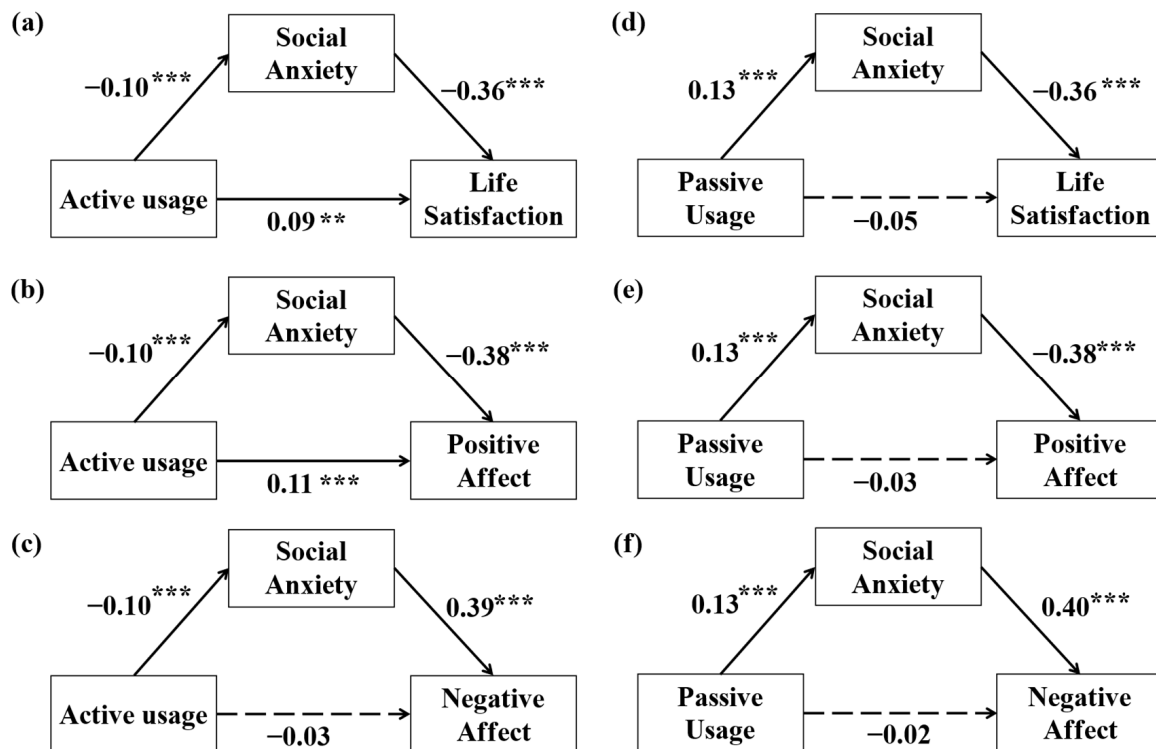 (a)
Social
Anxiety
−0.10***
−0.36***
Active usage
Life
Satisfaction
0.09 **
(d)
Social
Anxiety
0.13***
−0.36***
Passive
Usage
Life
Satisfaction
−0.05
(b)
Social
Anxiety
−0.10***
−0.38***
Active usage
Positive
Affect
0.11 ***
(e)
Social
Anxiety
0.13***
−0.38***
Passive
Usage
Positive
Affect
−0.03
(c)
Social
Anxiety
−0.10***
0.39***
Active usage
Negative
Affect
−0.03
(f)
Social
Anxiety
0.13***
0.40***
Passive
Usage
Negative
Affect
−0.02